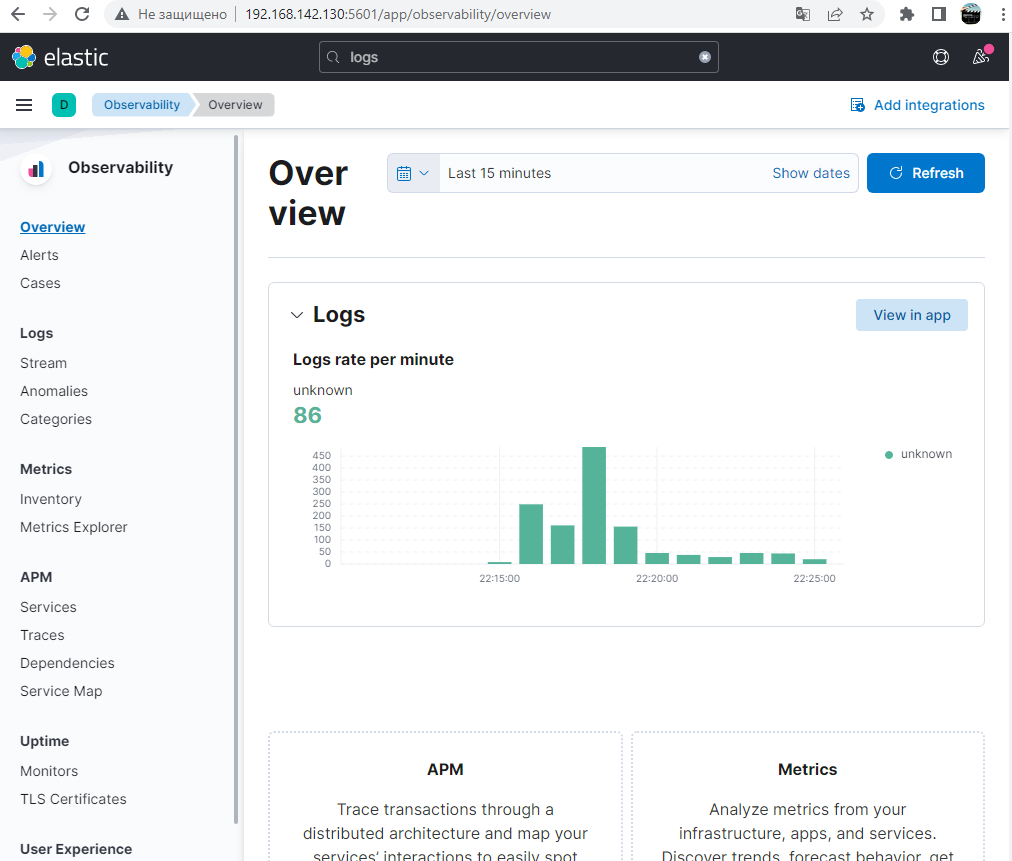 Не защищено
192.168.142.130:5601/app/observability/overview
elastic
logs
D
Observability
Overview
Add integrations
Observability
Overview
Alerts
Cases
Logs
Stream
Anomalies
Categories
Metrics
Inventory
Metrics Explorer
APM
Services
Traces
Dependencies
Service Map
Uptime
Monitors
TLS Certificates
User Experience
Over
view
Last 15 minutes
Show dates
Refresh
Logs
View in app
Logs rate per minute
unknown
86
450
400
350
300
250
200
150
100
50
0
22:15:00
22:20:00
22:25:00
unknown
APM
Trace transactions through a
distributed architecture and map your
services' interactions to easily spot
Metrics
Analyze metrics from your
infrastructure, apps, and services.
Discover trends, forecast behavior, get